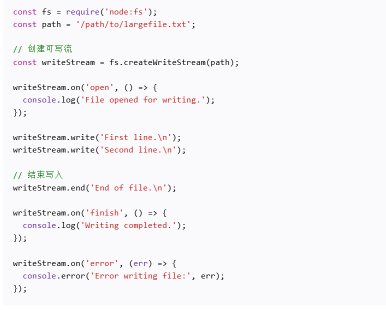 const fs = require('node:fs');
const path = '/path/to/largefile.txt';
// 创建可写流
const writeStream = fs.createWriteStream(path);
writeStream.on('open', () => {
  console.log('File opened for writing.');
});
writeStream.write('First line.\n');
writeStream.write('Second line.\n');
// 结束写入
writeStream.end('End of file.\n');
writeStream.on('finish', () => {
  console.log('Writing completed.');
});
writeStream.on('error', (err) => {
  console.error('Error writing file:', err);
});